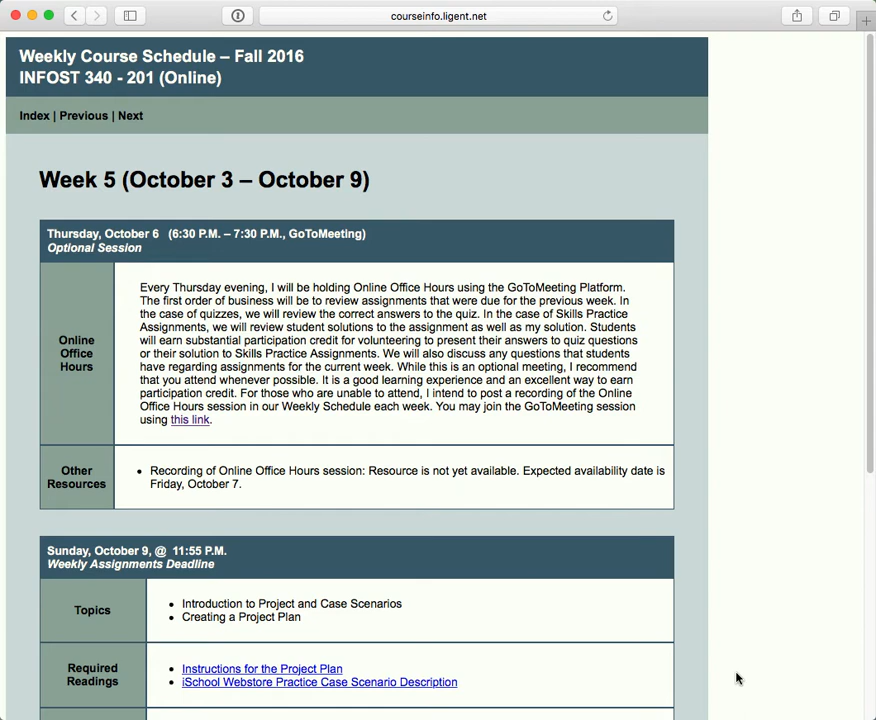 courseinfo.ligent.net
Weekly Course Schedule – Fall 2016
INFOST 340 - 201 (Online)
Index | Previous | Next
Week 5 (October 3 – October 9)
Thursday, October 6 (6:30 P.M. – 7:30 P.M., GoToMeeting)
Optional Session
Online
Office
Hours
Every Thursday evening, I will be holding Online Office Hours using the GoToMeeting Platform.
The first order of business will be to review assignments that were due for the previous week. In
the case of quizzes, we will review the correct answers to the quiz. In the case of Skills Practice
Assignments, we will review student solutions to the assignment as well as my solution. Students
will earn substantial participation credit for volunteering to present their answers to quiz questions
or their solution to Skills Practice Assignments. We will also discuss any questions that students
have regarding assignments for the current week. While this is an optional meeting, I recommend
that you attend whenever possible. It is a good learning experience and an excellent way to earn
participation credit. For those who are unable to attend, I intend to post a recording of the Online
Office Hours session in our Weekly Schedule each week. You may join the GoToMeeting session
using this link.
Other
Resources
• Recording of Online Office Hours session: Resource is not yet available. Expected availability date is
Friday, October 7.
Sunday, October 9, @ 11:55 P.M.
Weekly Assignments Deadline
Topics
• Introduction to Project and Case Scenarios
• Creating a Project Plan
Required
Readings
• Instructions for the Project Plan
• iSchool Webstore Practice Case Scenario Description